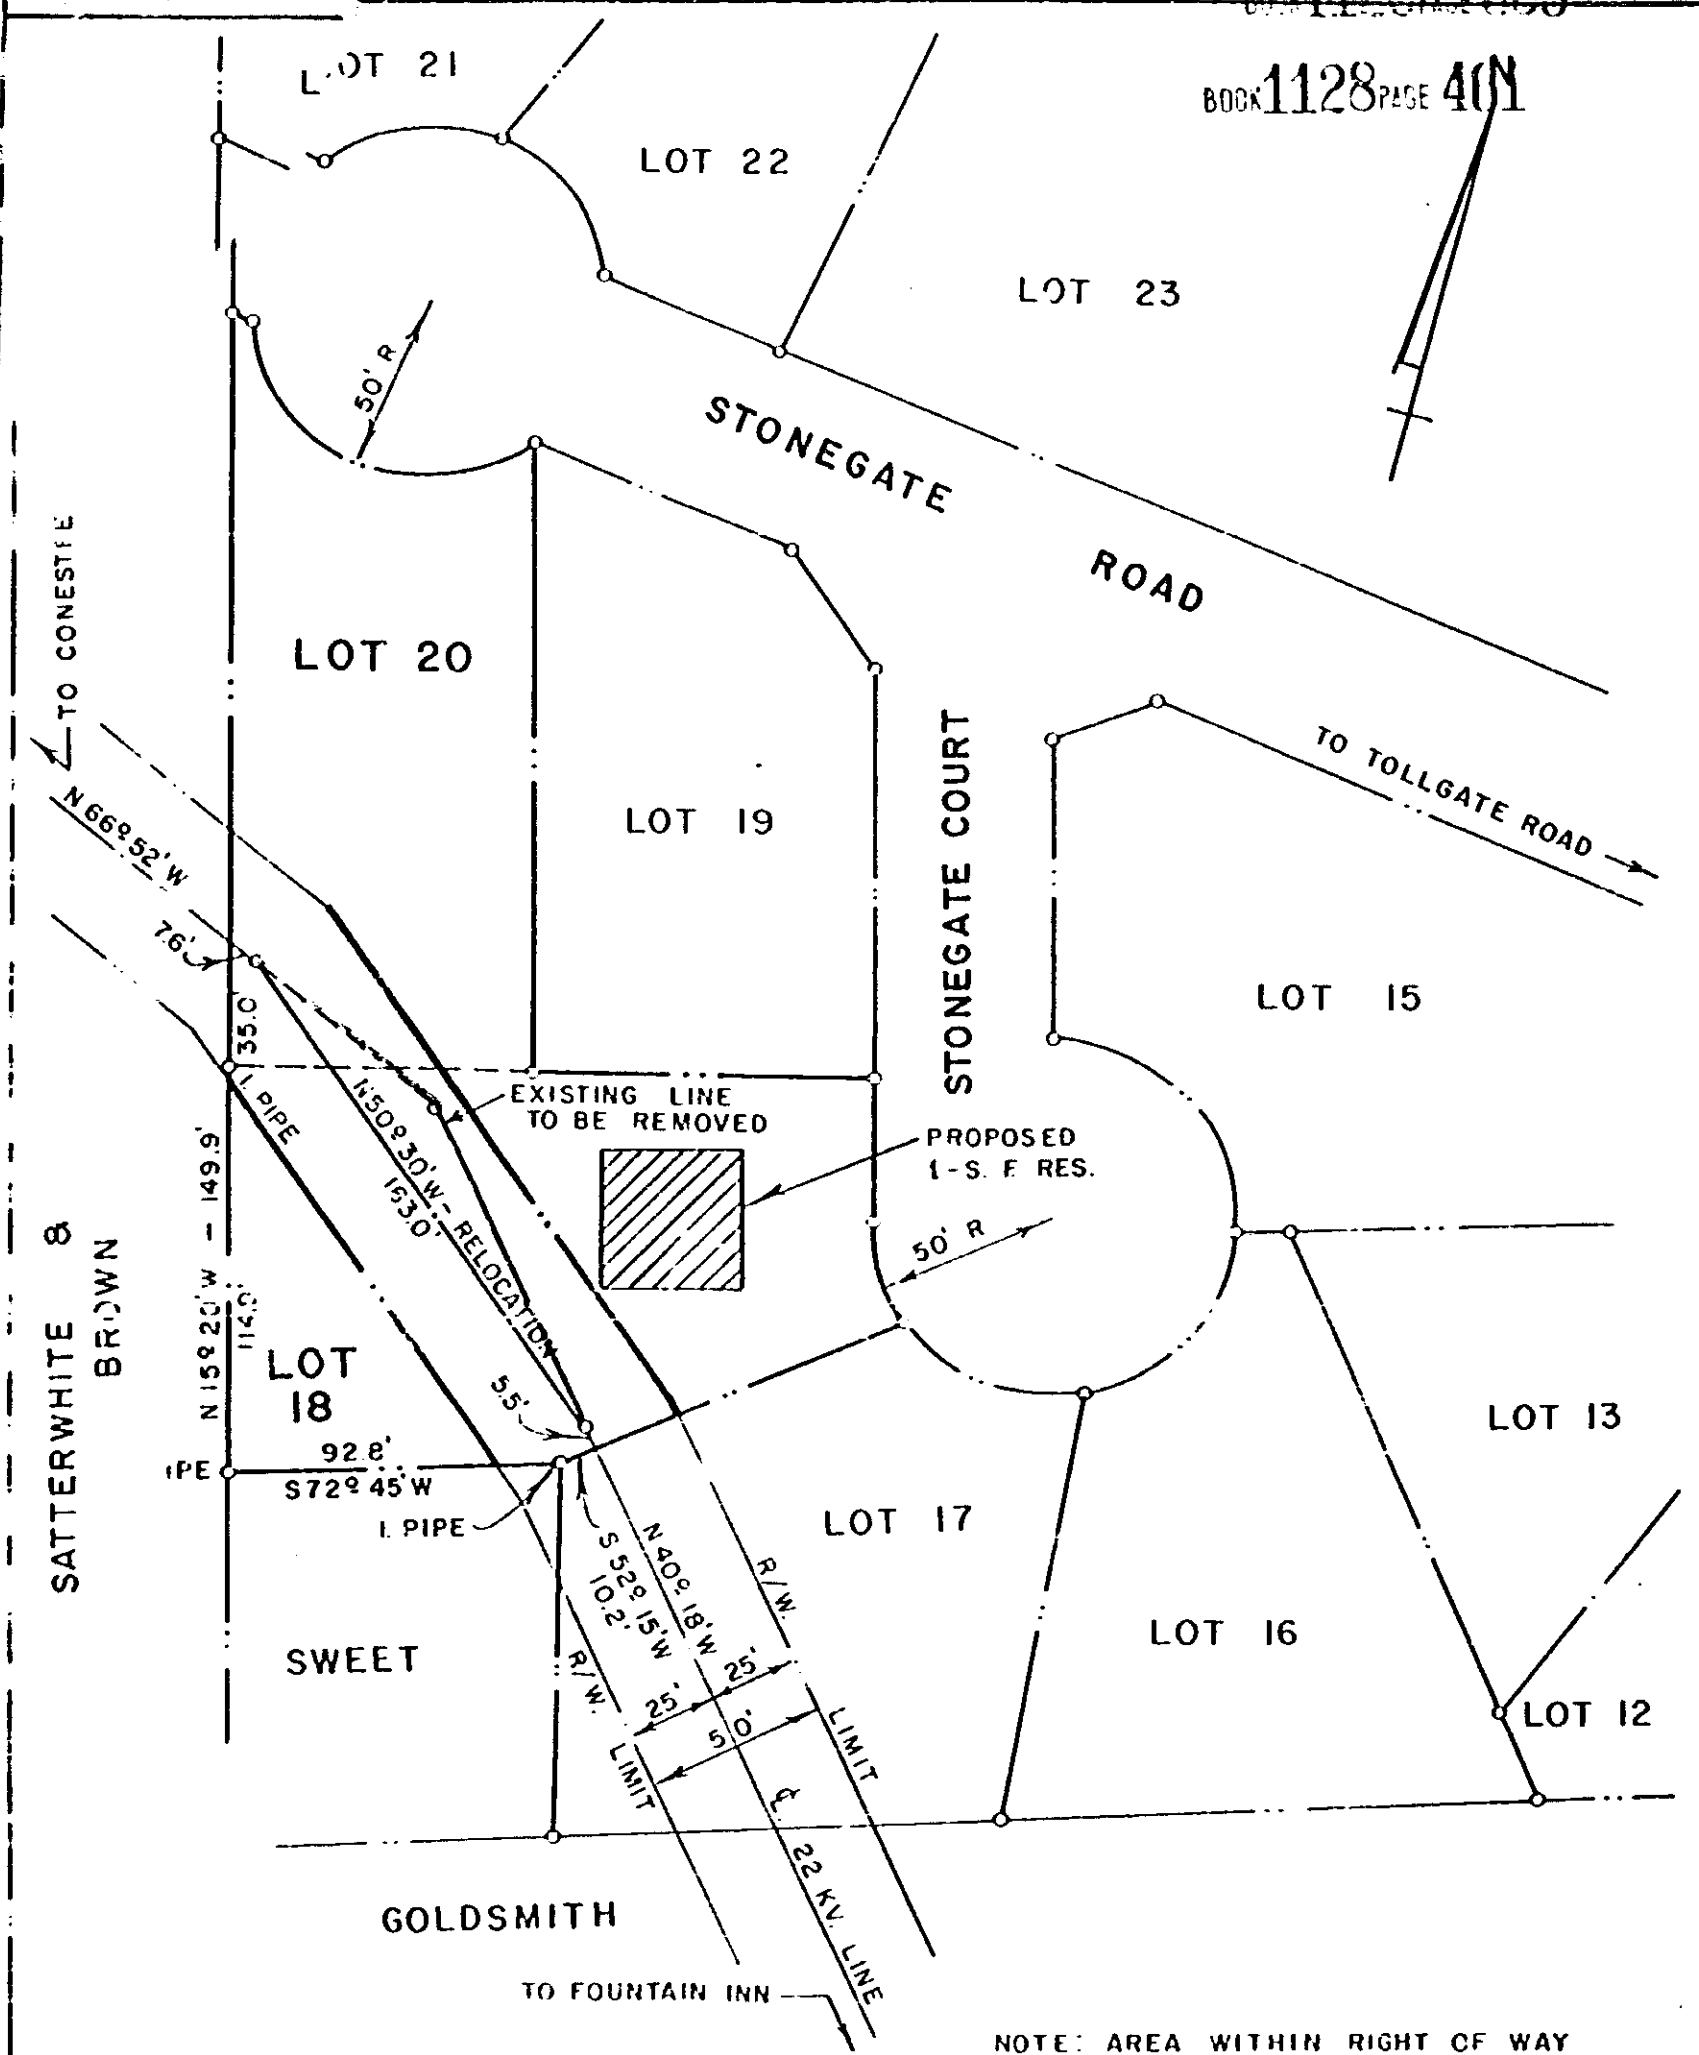 BOOK 1128 PAGE 401
N
LOT 21
LOT 22
LOT 23
50' R
STONEGATE
ROAD
TO CONESTEE
LOT 20
LOT 19
STONEGATE COURT
TO TOLLGATE ROAD
N 66° 52' W
7.6'
35.0'
LOT 15
I. PIPE
EXISTING LINE
TO BE REMOVED
N 50° 30' W - RELOCATION
163.0'
PROPOSED
1-S. F. RES.
50' R
N 15° 20' W - 149.9'
114.9'
SATTERWHITE &
BROWN
LOT
18
5.5'
92.8'
S 72° 45' W
IPE
I. PIPE
LOT 13
LOT 17
S 52° 15' W
10.2'
N 40° 18' W
R/W.
LIMIT
R/W.
LIMIT
25'
25'
50'
SWEET
LOT 16
LOT 12
℄ 22 KV. LINE
GOLDSMITH
TO FOUNTAIN INN
NOTE: AREA WITHIN RIGHT OF WAY